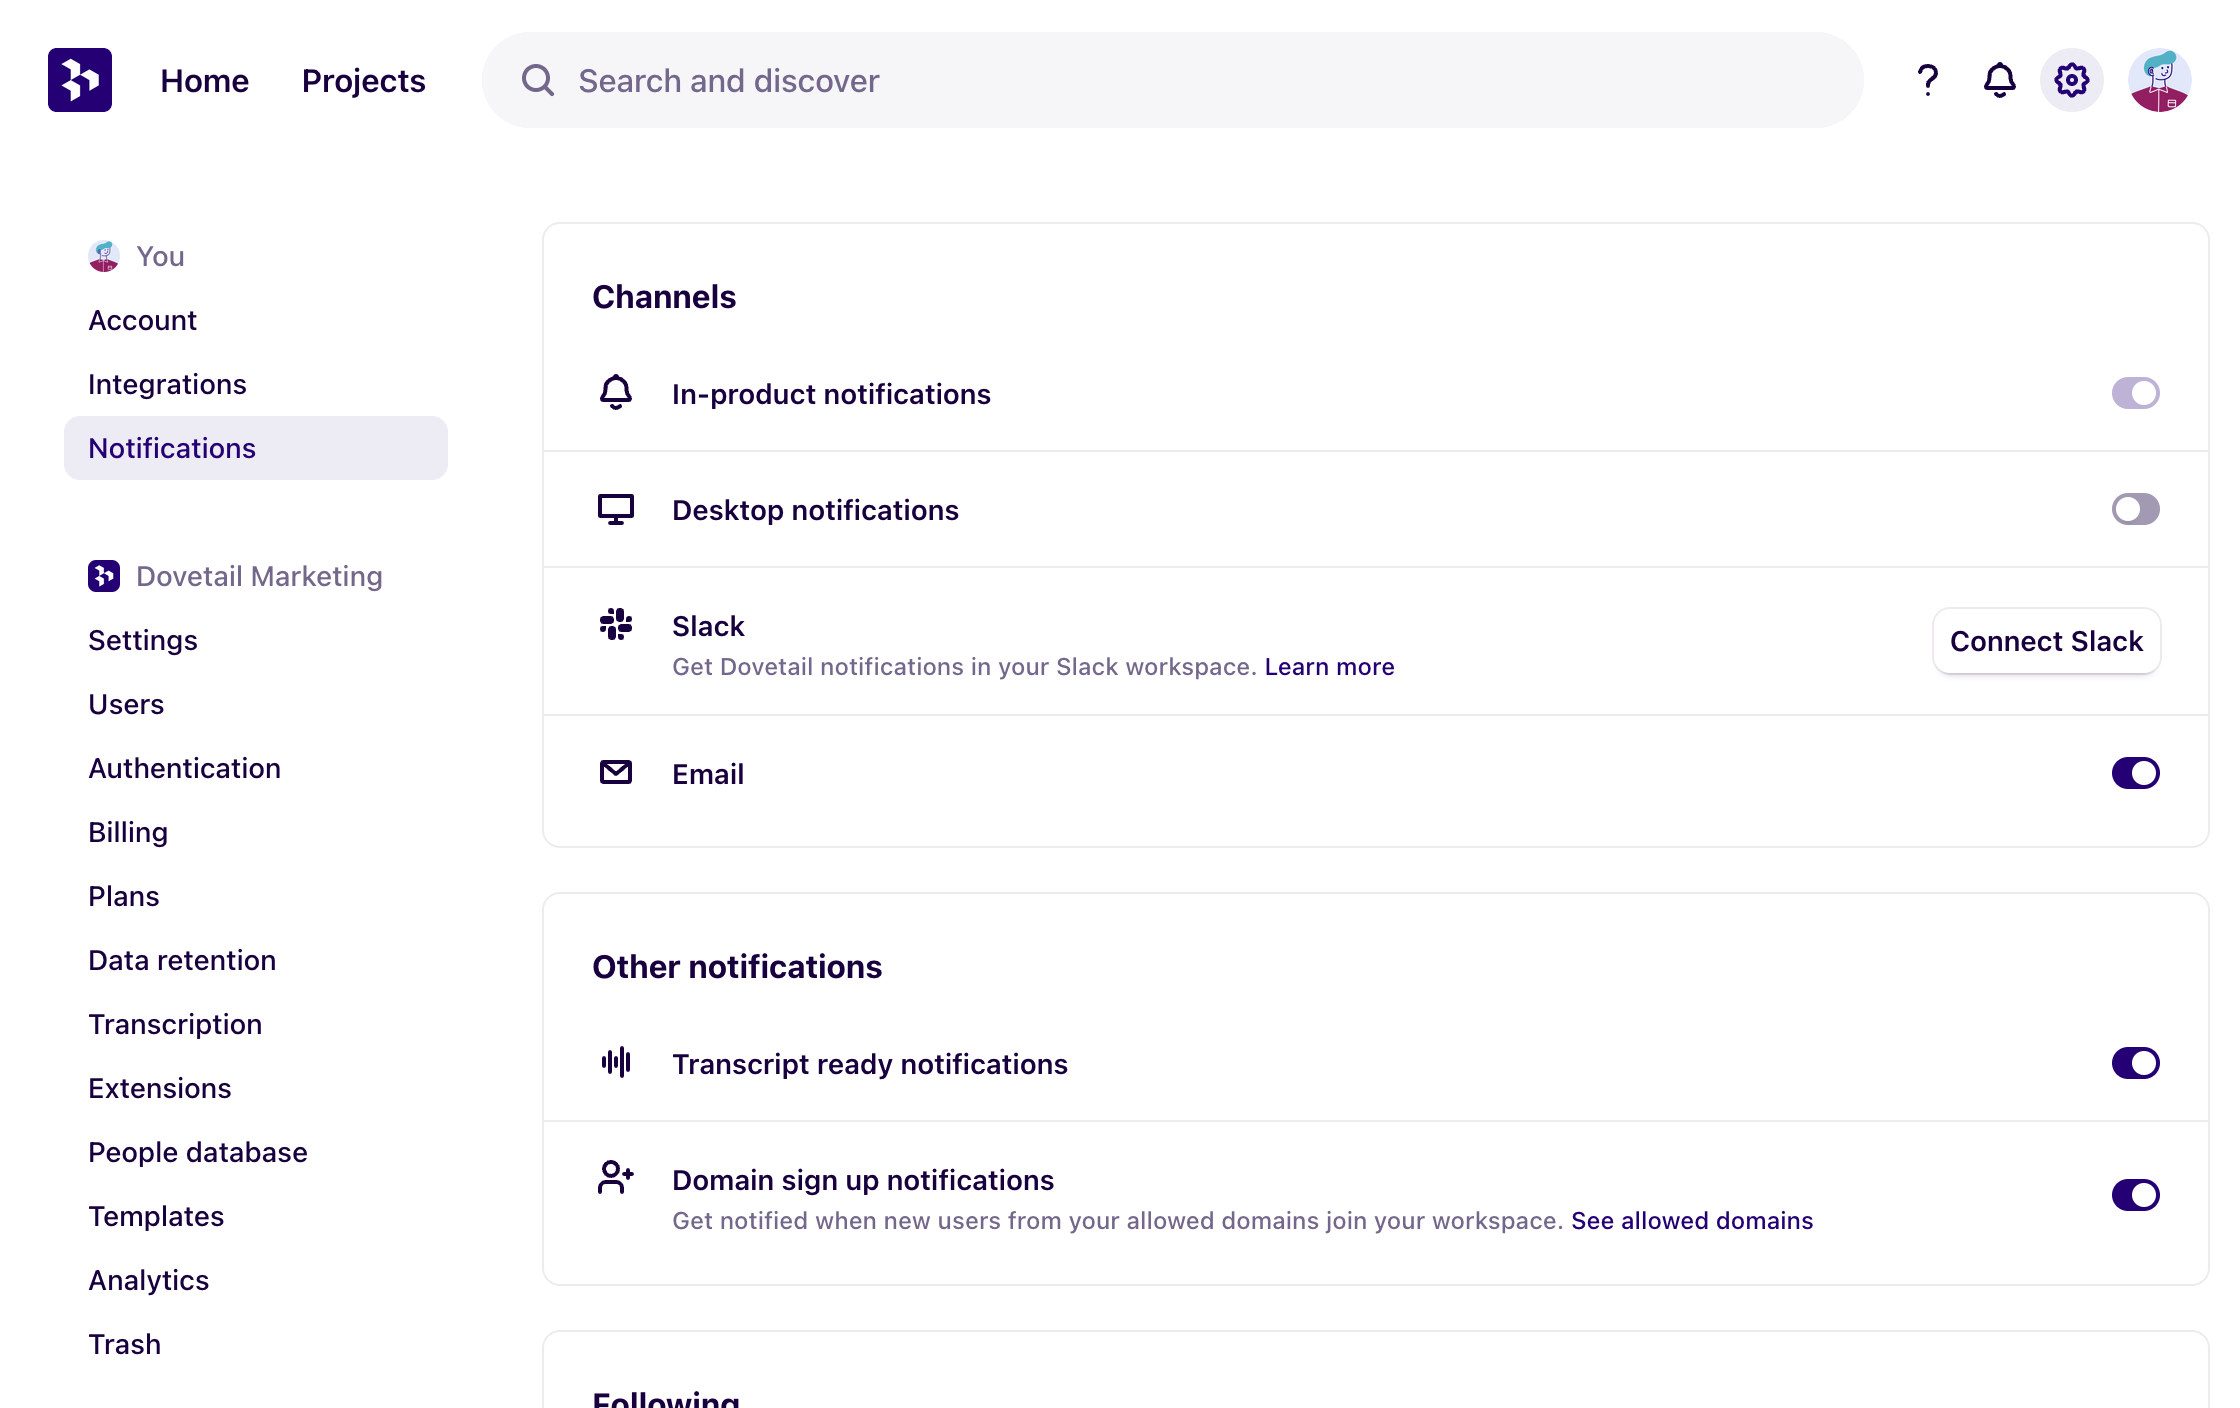 Home
Projects
Search and discover
You
Account
Integrations
Notifications
Dovetail Marketing
Settings
Users
Authentication
Billing
Plans
Data retention
Transcription
Extensions
People database
Templates
Analytics
Trash
Channels
In-product notifications
Desktop notifications
Slack
Get Dovetail notifications in your Slack workspace. Learn more
Connect Slack
Email
Other notifications
Transcript ready notifications
Domain sign up notifications
Get notified when new users from your allowed domains join your workspace. See allowed domains
Following